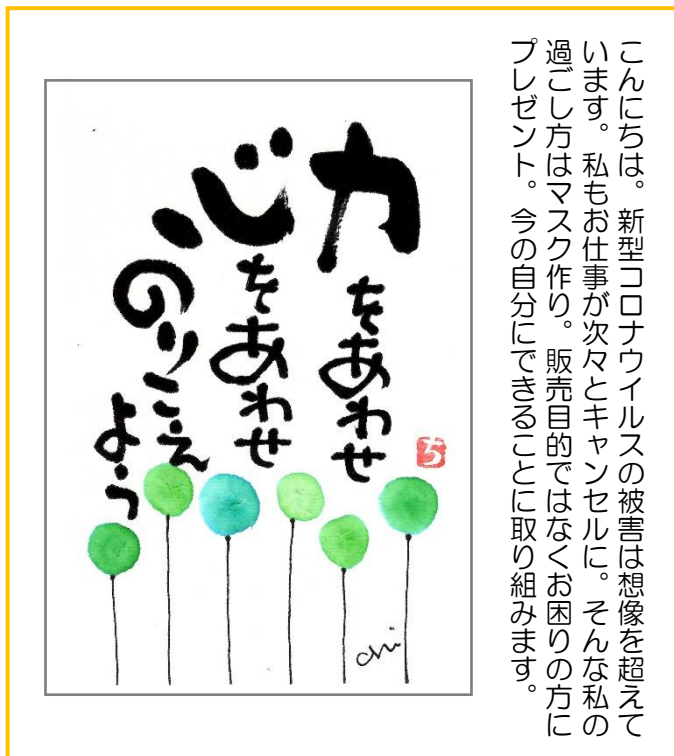 こんにちは。新型コロナウイルスの被害は想像を超えて
います。私もお仕事が次々とキャンセルに。そんな私の
過ごし方はマスク作り。販売目的ではなくお困りの方に
プレゼント。今の自分にできることに取り組みます。
力をあわせ
心をあわせ
のりこえ
よう
ち
chi